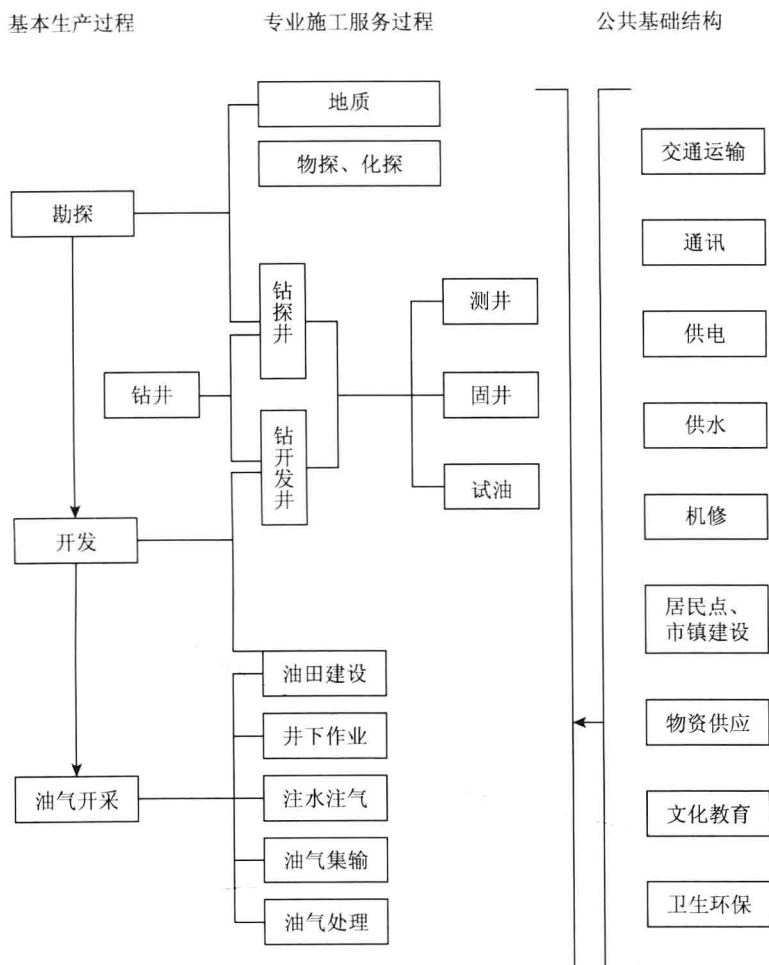 基本生产过程
专业施工服务过程
公共基础结构
地质
物探、化探
勘探
钻探井
钻井
钻开发井
测井
固井
试油
开发
油田建设
井下作业
注水注气
油气开采
油气集输
油气处理
交通运输
通讯
供电
供水
机修
居民点、
市镇建设
物资供应
文化教育
卫生环保